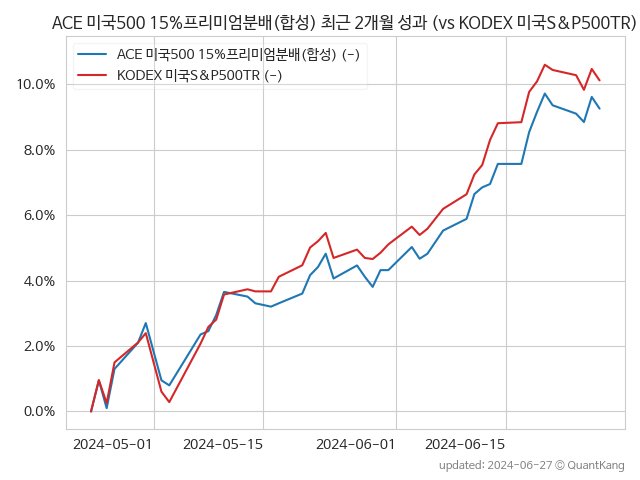 ACE 미국500 15%프리미엄분배(합성) 최근 2개월 성과 (vs KODEX 미국S&P500TR)
ACE 미국500 15%프리미엄분배(합성) (-)
KODEX 미국S&P500TR (-)
10.0%
8.0%
6.0%
4.0%
2.0%
0.0%
2024-05-01
2024-05-15
2024-06-01
2024-06-15
updated: 2024-06-27 © QuantKang